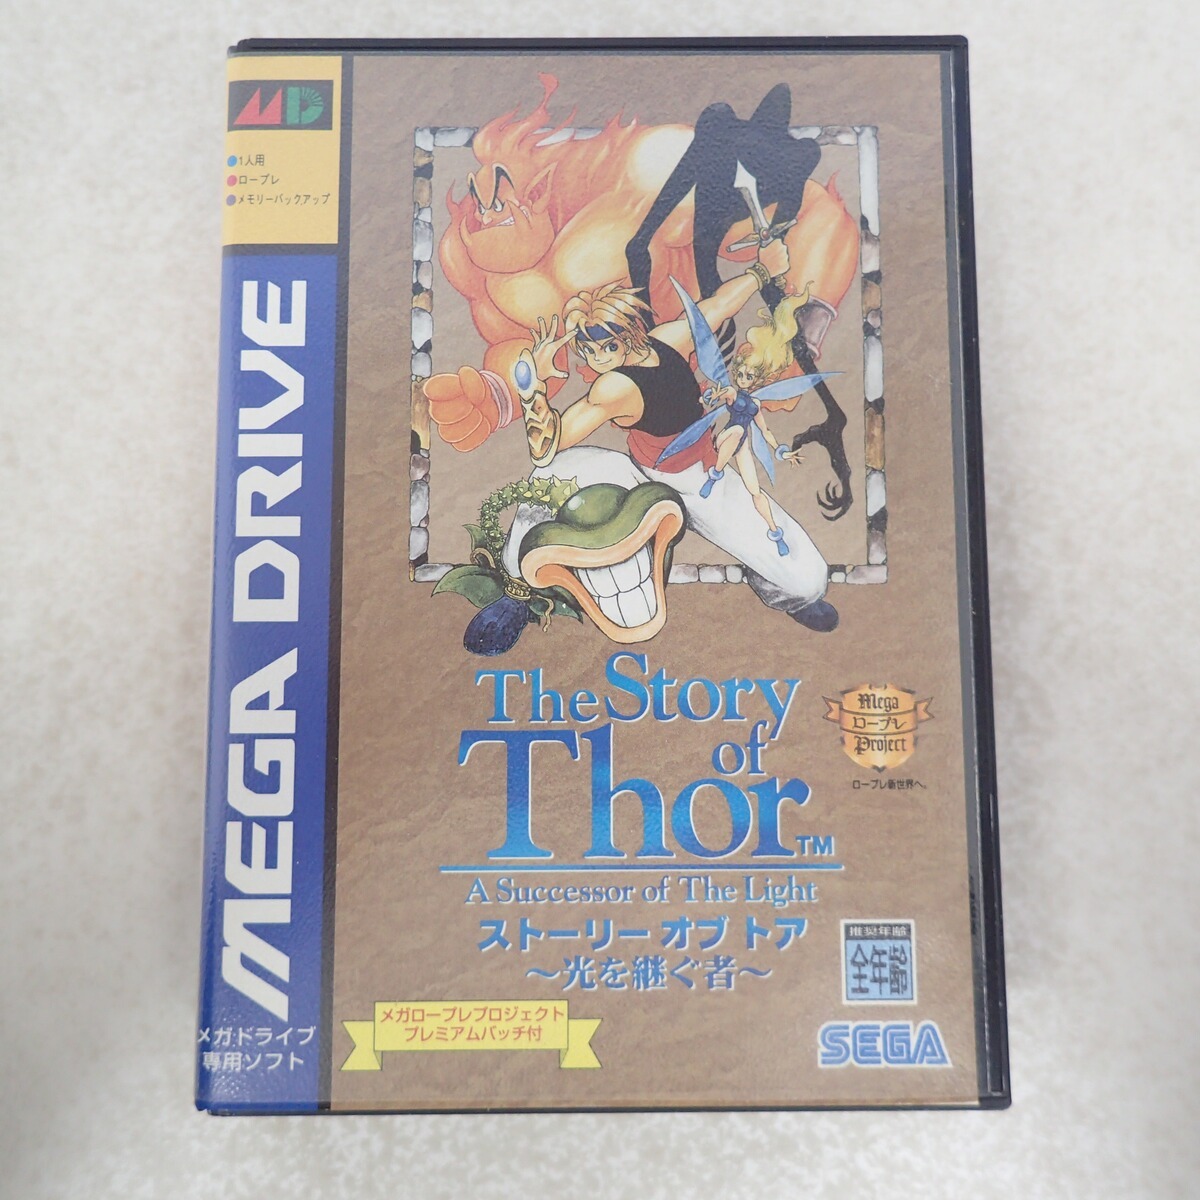 MD
●1人用
●ロープレ
●メモリーバックアップ
MEGA DRIVE
メガドライブ
専用ソフト
The Story
of
Thor™
A Successor of The Light
ストーリー オブ トア
～光を継ぐ者～
Mega
ロープレ
Project
ロープレ新世界へ。
メガロープレプロジェクト
プレミアムバッチ付
推奨年齢
全年齢
SEGA